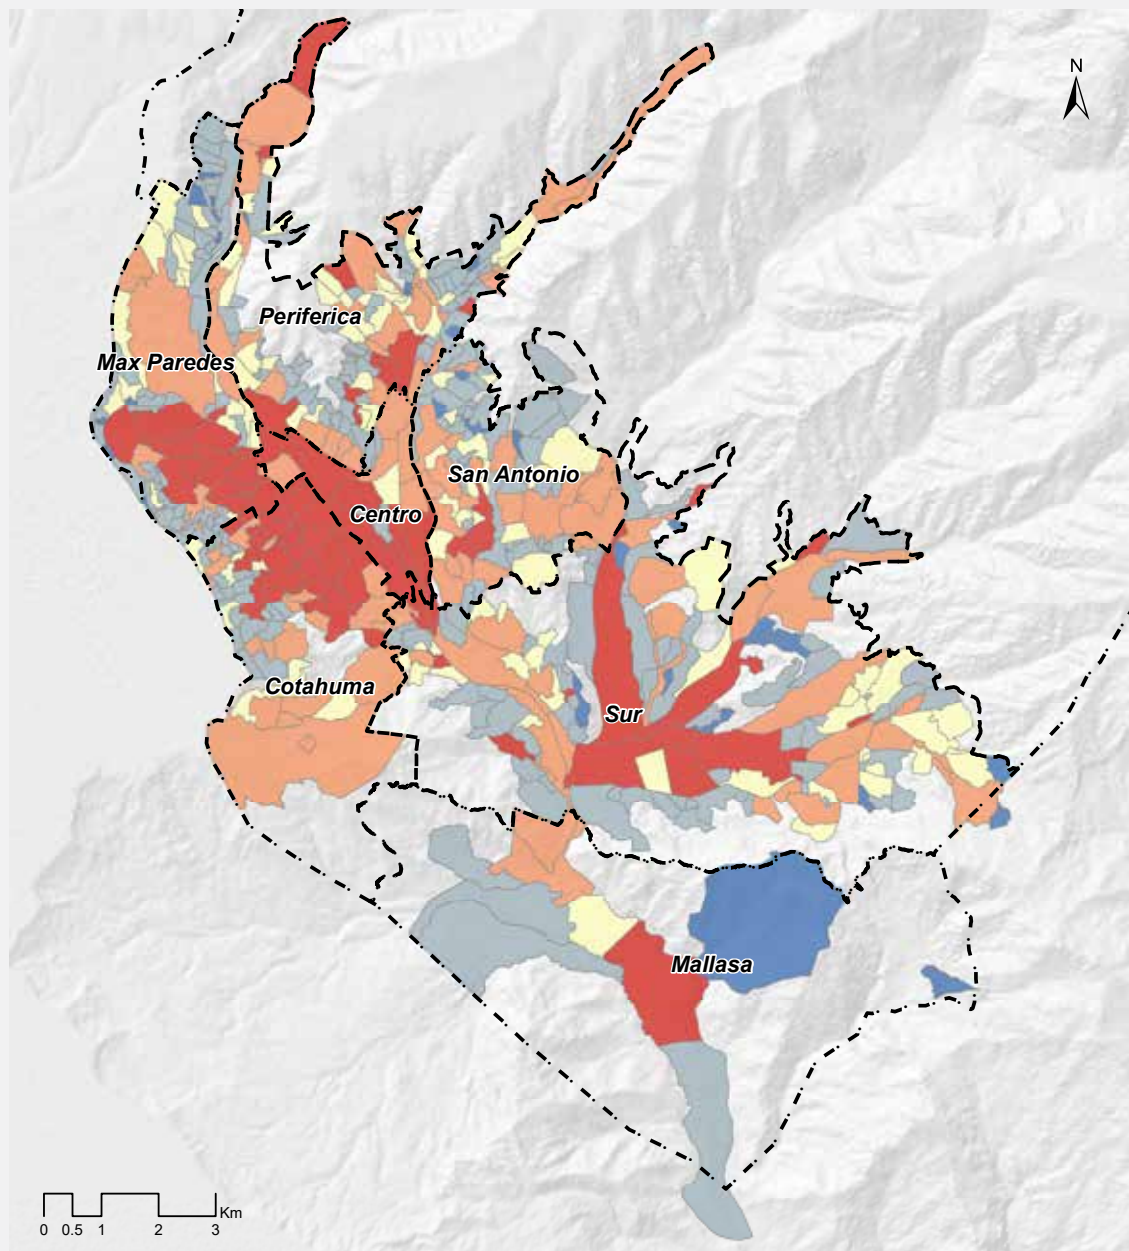 N
Periferica
Max Paredes
San Antonio
Centro
Cotahuma
Sur
Mallasa
Km
0 0.5 1 2 3